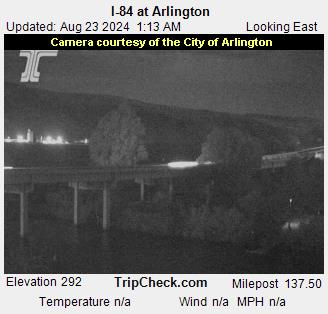 I-84 at Arlington
Updated: Aug 23 2024 1:13 AM Looking East
Camera courtesy of the City of Arlington
Elevation 292 TripCheck.com Milepost 137.50
Temperature n/a Wind n/a MPH n/a